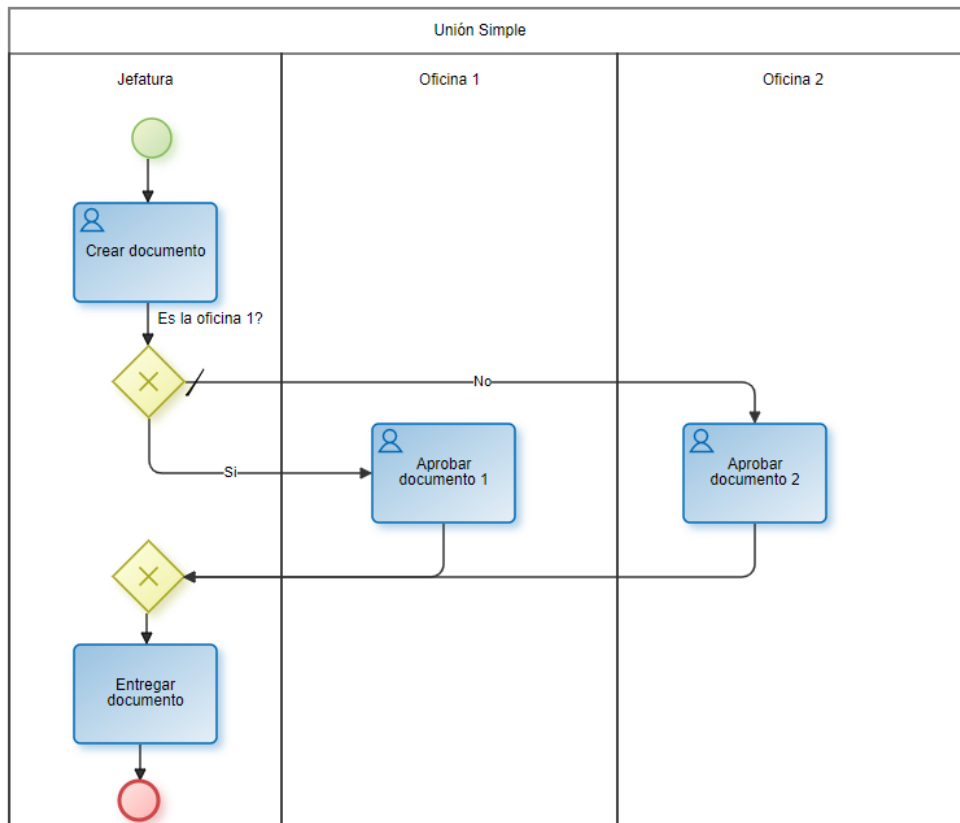 Unión Simple
Jefatura
Oficina 1
Oficina 2
Crear documento
Es la oficina 1?
No
Si
Aprobar
documento 1
Aprobar
documento 2
Entregar
documento